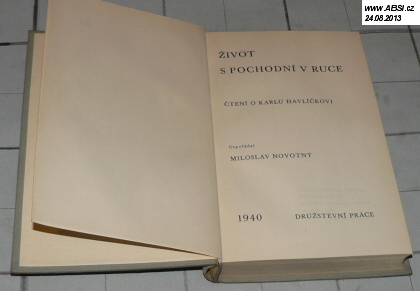 www.ABSI.cz
24.08.2013
ŽIVOT
S POCHODNÍ V RUCE
ČTENÍ O KARLU HAVLÍČKOVI
Uspořádal
MILOSLAV NOVOTNÝ
1940 DRUŽSTEVNÍ PRÁCE